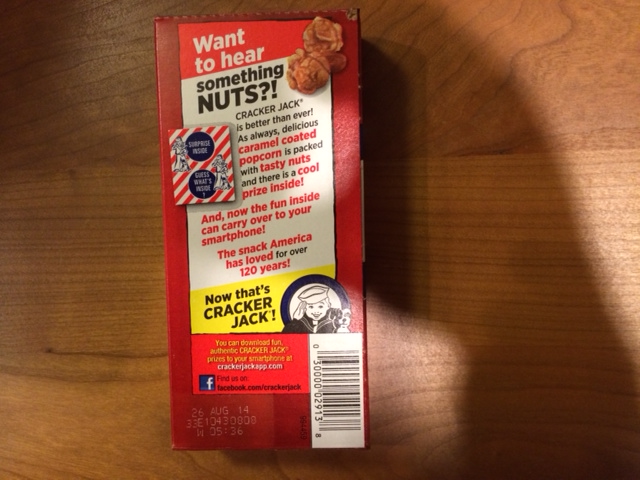 Want
to hear
something
NUTS?!
CRACKER JACK®
is better than ever!
As always, delicious
caramel coated
popcorn is packed
with tasty nuts
and there is a cool
prize inside!
SURPRISE
INSIDE
GUESS
WHAT'S
INSIDE
?
And, now the fun inside
can carry over to your
smartphone!
The snack America
has loved for over
120 years!
Now that's
CRACKER
JACK®!
You can download fun,
authentic CRACKER JACK®
prizes to your smartphone at
crackerjackapp.com
f Find us on:
facebook.com/crackerjack
26 AUG 14
W 05:36
0 30000 02913 8